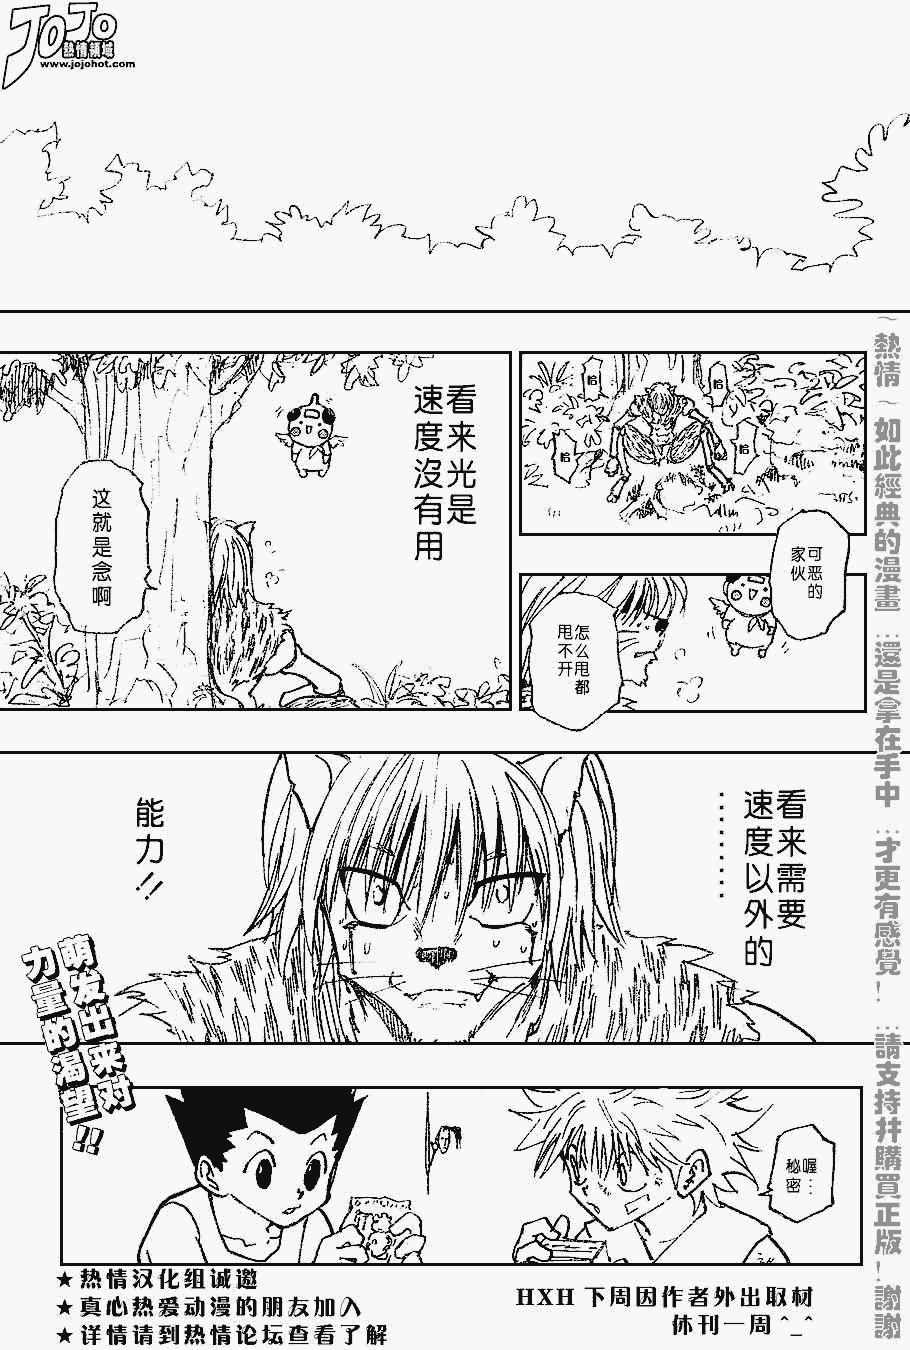 JOJO
熱情領域
www.jojohot.com
哈
哈
哈
哈
可恶的
家伙
怎么甩都
甩不开
看来光是
速度沒有用
这就是念啊
看来需要
速度以外的
………
能力!!
萌发出来对
力量的渴望!!
喔…
秘密
★热情汉化组诚邀
★真心热爱动漫的朋友加入
★详情请到热情论坛查看了解
HXH 下周因作者外出取材
休刊一周 ^_^
~ 熱情 ~ 如此經典的漫畫 …還是拿在手中 …才更有感覺! …請支持并購買正版! 謝謝